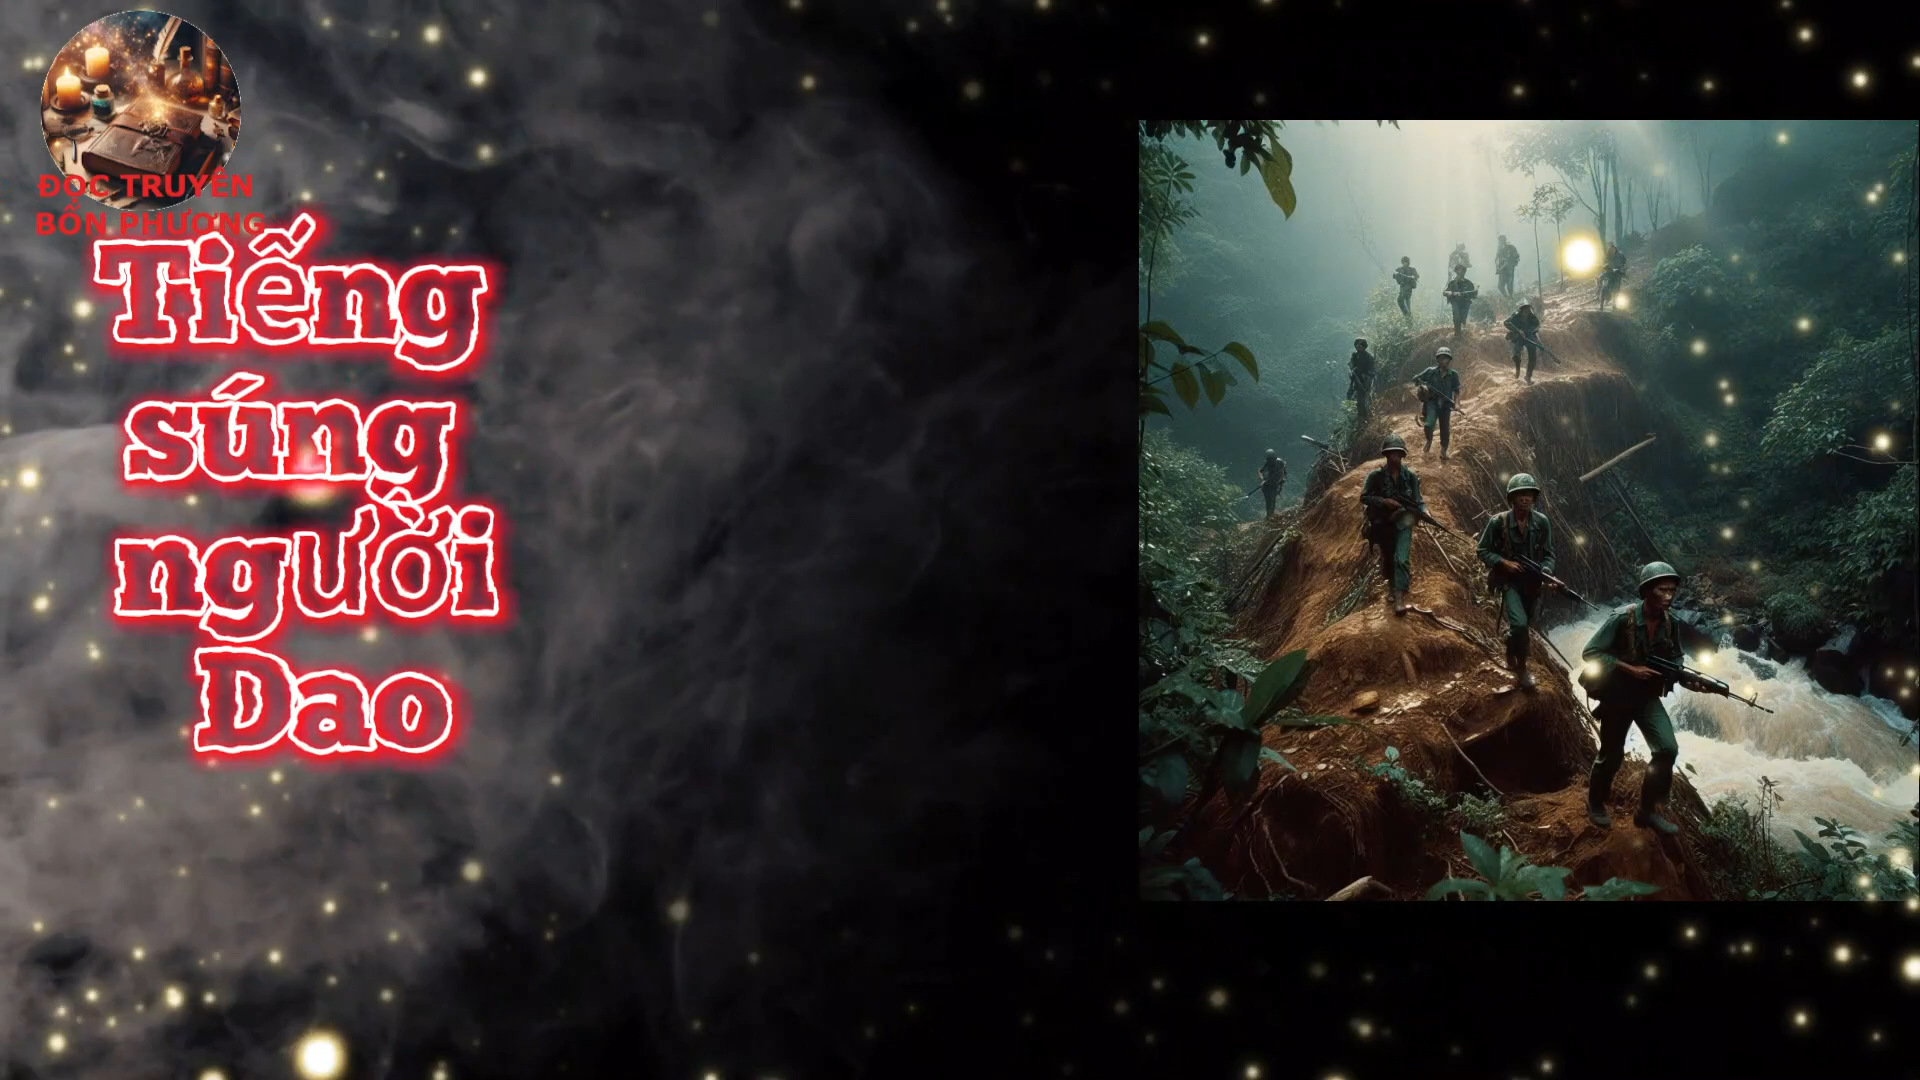 ĐỌC TRUYỆN
BỐN PHƯƠNG
Tiếng
súng
người
Dao